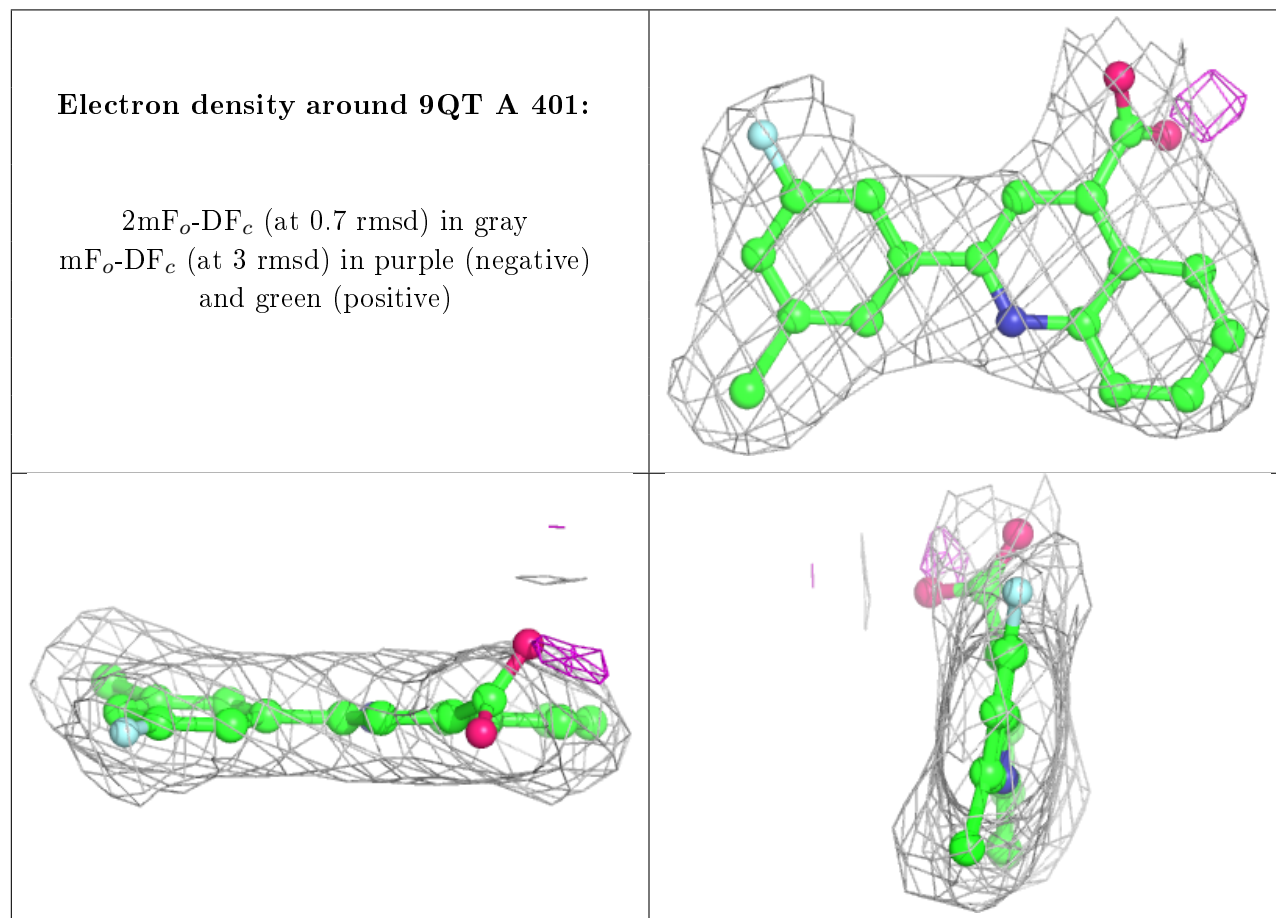 Electron density around 9QT A 401:
2mFo-DFc (at 0.7 rmsd) in gray
mFo-DFc (at 3 rmsd) in purple (negative)
and green (positive)